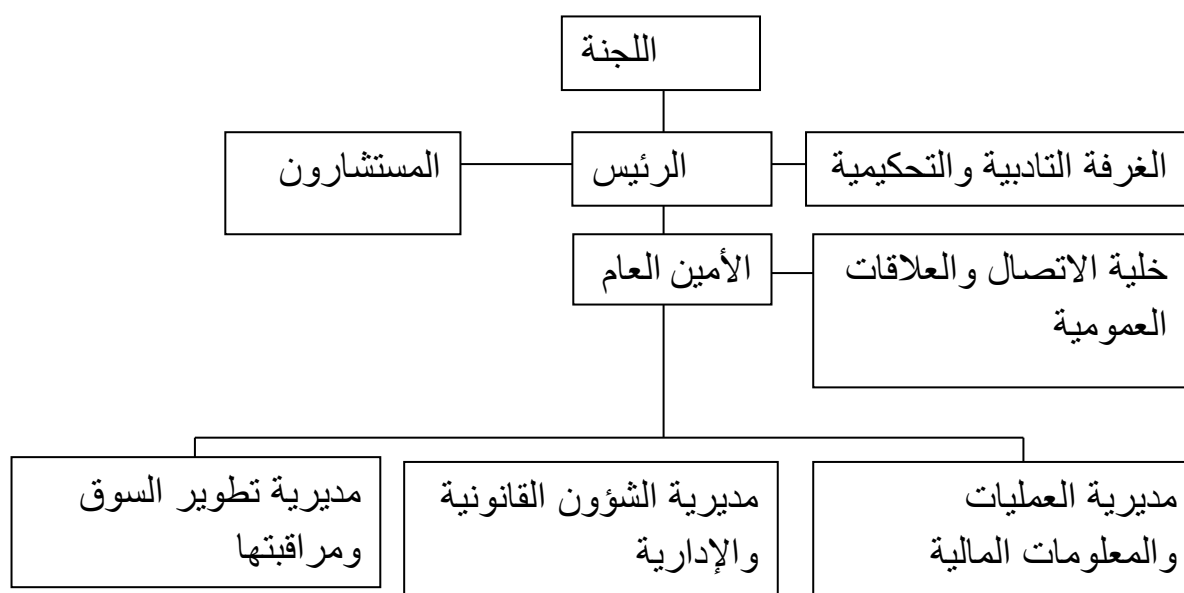 اللجنة
الغرفة التادبية والتحكيمية
الرئيس
المستشارون
خلية الاتصال والعلاقات
العمومية
الأمين العام
مديرية العمليات
والمعلومات المالية
مديرية الشؤون القانونية
والإدارية
مديرية تطوير السوق
ومراقبتها